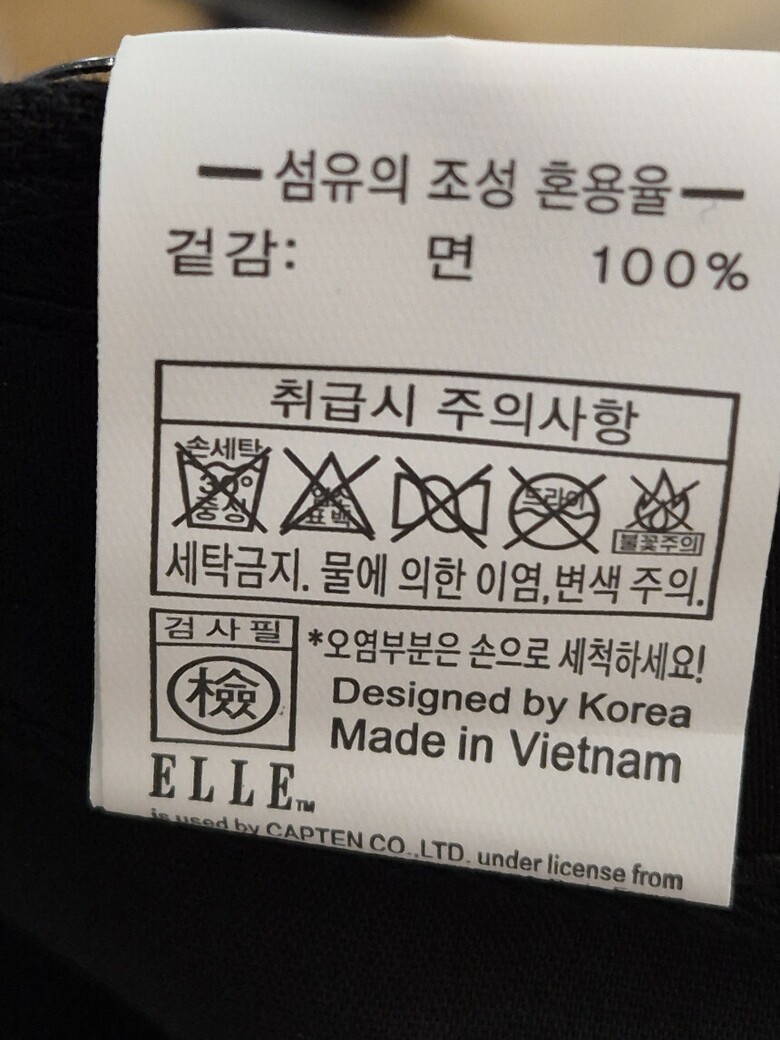 섬유의 조성 혼용율
겉감: 면 100%
취급시 주의사항
손세탁
30°
중성
염소
표백
드라이
불꽃주의
세탁금지. 물에 의한 이염,변색 주의.
검사필
檢
*오염부분은 손으로 세척하세요!
Designed by Korea
Made in Vietnam
ELLE™
is used by CAPTEN CO.,LTD. under license from